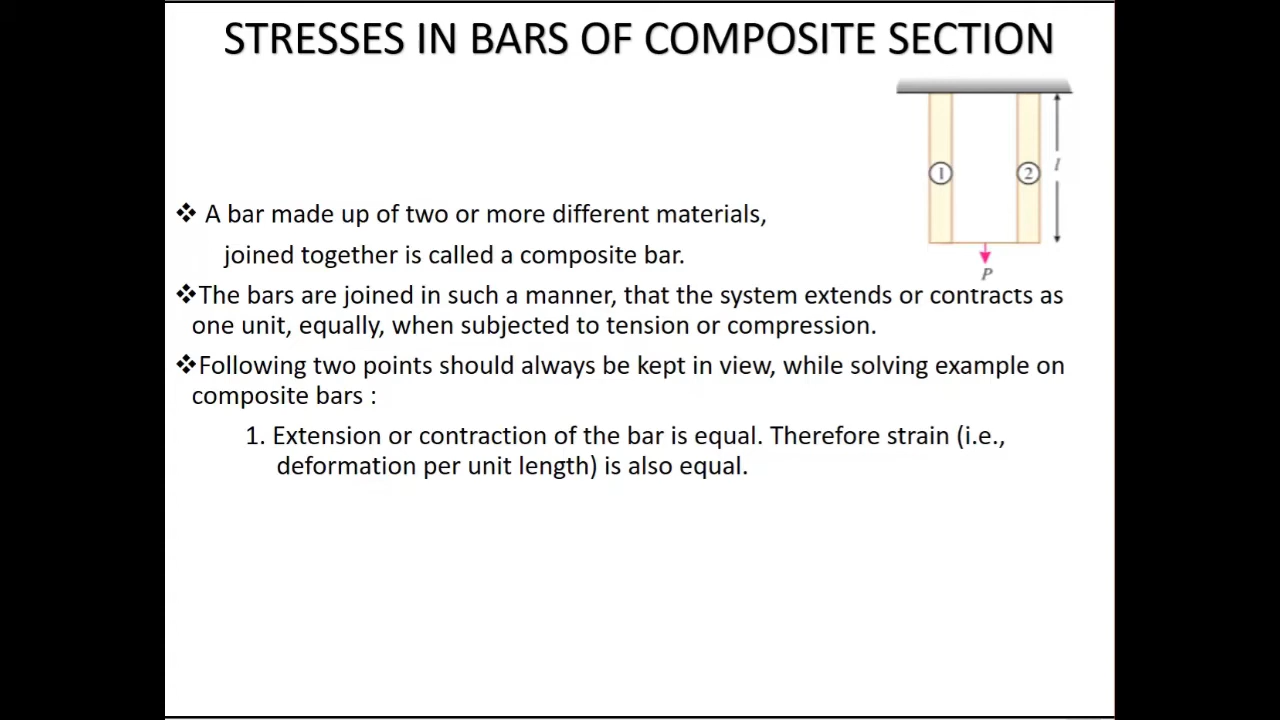 STRESSES IN BARS OF COMPOSITE SECTION
1 2 l
P
❖ A bar made up of two or more different materials,
joined together is called a composite bar.
❖The bars are joined in such a manner, that the system extends or contracts as
one unit, equally, when subjected to tension or compression.
❖Following two points should always be kept in view, while solving example on
composite bars :
1. Extension or contraction of the bar is equal. Therefore strain (i.e.,
deformation per unit length) is also equal.